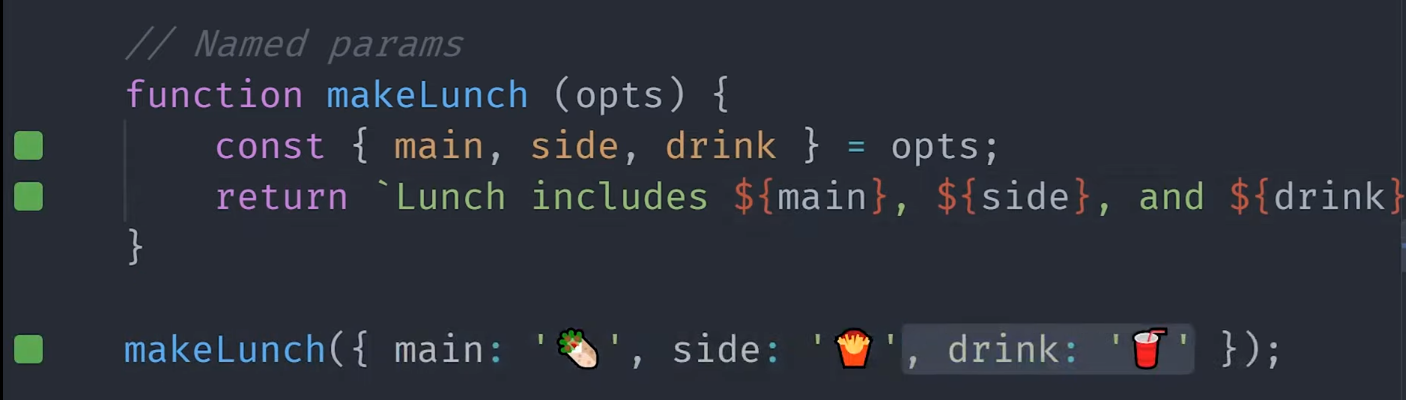 // Named params
function makeLunch (opts) {
    const { main, side, drink } = opts;
    return `Lunch includes ${main}, ${side}, and ${drink}
}
makeLunch({ main: '🌯', side: '🍟', drink: '🥤' });